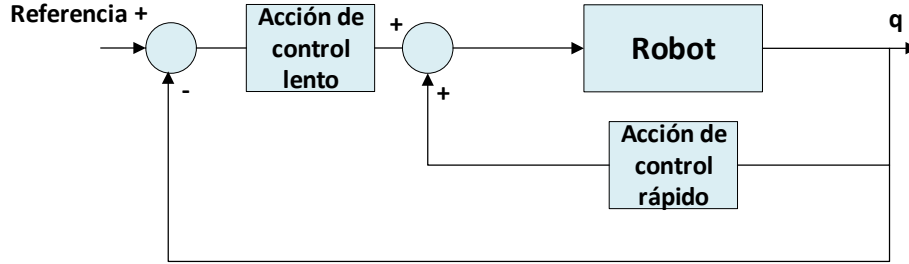 Referencia +
-
Acción de
control
lento
+
+
Robot
q
Acción de
control
rápido